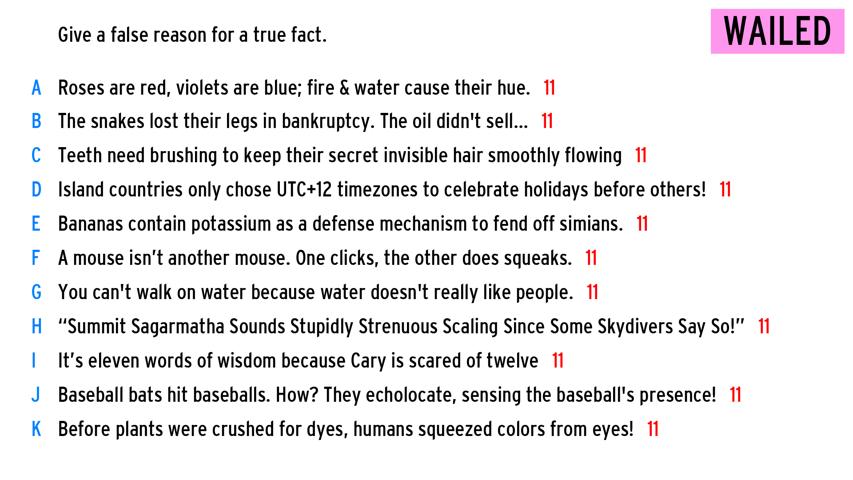 Give a false reason for a true fact.
WAILED
A Roses are red, violets are blue; fire & water cause their hue. 11
B The snakes lost their legs in bankruptcy. The oil didn't sell... 11
C Teeth need brushing to keep their secret invisible hair smoothly flowing 11
D Island countries only chose UTC+12 timezones to celebrate holidays before others! 11
E Bananas contain potassium as a defense mechanism to fend off simians. 11
F A mouse isn’t another mouse. One clicks, the other does squeaks. 11
G You can't walk on water because water doesn't really like people. 11
H “Summit Sagarmatha Sounds Stupidly Strenuous Scaling Since Some Skydivers Say So!” 11
I It’s eleven words of wisdom because Cary is scared of twelve 11
J Baseball bats hit baseballs. How? They echolocate, sensing the baseball's presence! 11
K Before plants were crushed for dyes, humans squeezed colors from eyes! 11